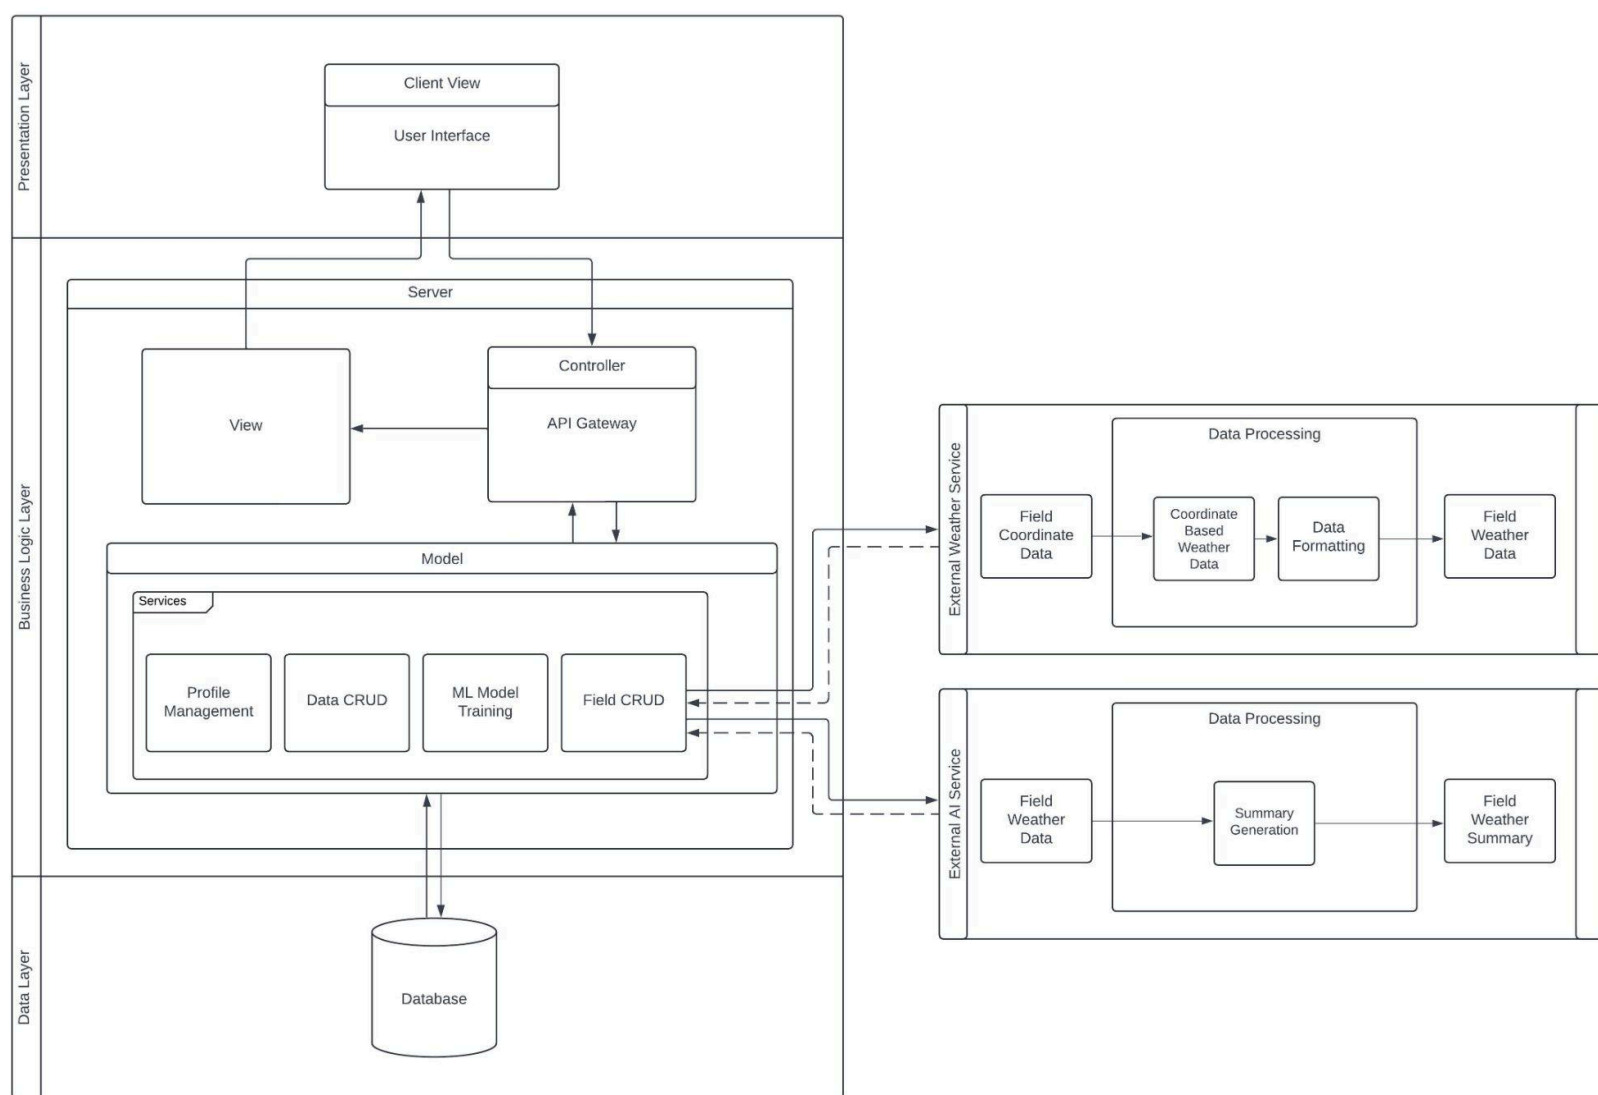 Presentation Layer
Client View
User Interface
Business Logic Layer
Server
View
Controller
API Gateway
Model
Services
Profile
Management
Data CRUD
ML Model
Training
Field CRUD
Data Layer
Database
External Weather Service
Data Processing
Field
Coordinate
Data
Coordinate
Based
Weather
Data
Data
Formatting
Field
Weather
Data
External AI Service
Data Processing
Field
Weather
Data
Summary
Generation
Field
Weather
Summary